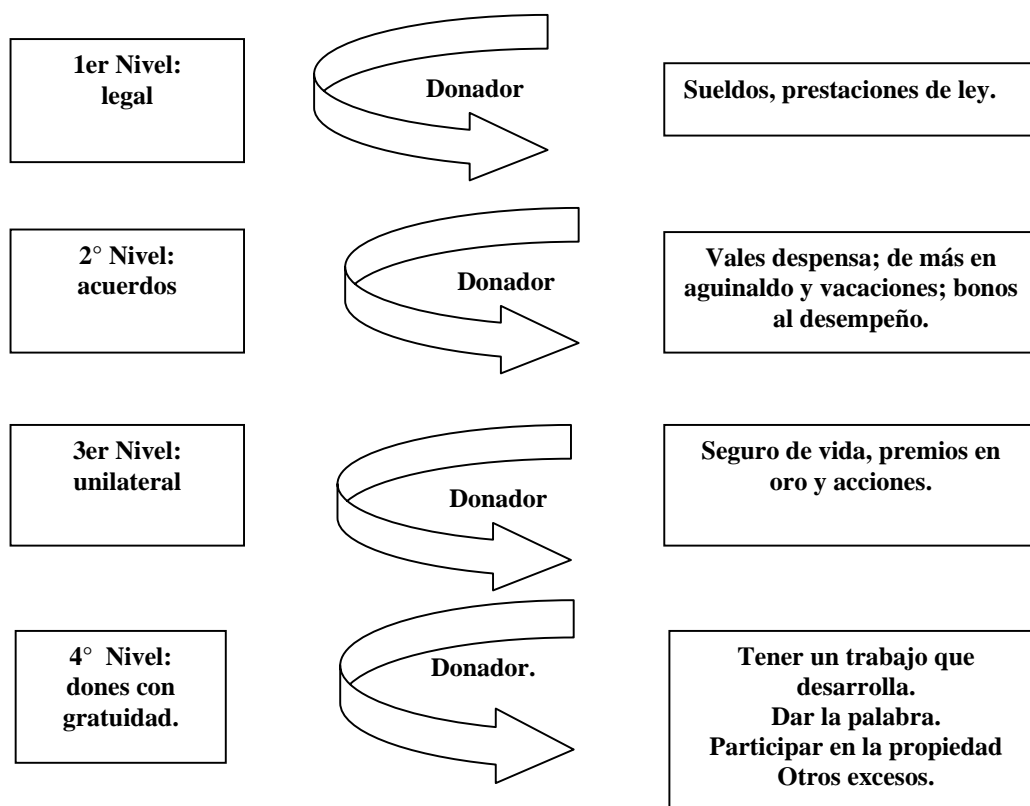 1er Nivel:
legal
Donador
Sueldos, prestaciones de ley.
2° Nivel:
acuerdos
Donador
Vales despensa; de más en
aguinaldo y vacaciones; bonos
al desempeño.
3er Nivel:
unilateral
Donador
Seguro de vida, premios en
oro y acciones.
4° Nivel:
dones con
gratuidad.
Donador.
Tener un trabajo que
desarrolla.
Dar la palabra.
Participar en la propiedad
Otros excesos.